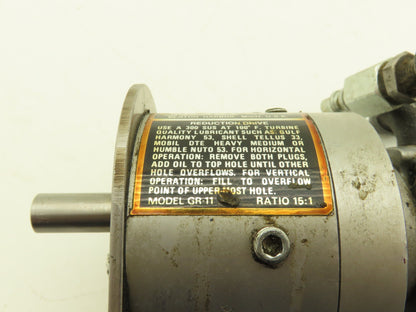 REDUCTION DRIVE
USE A 300 SUS AT 100° F. TURBINE
QUALITY LUBRICANT SUCH AS GULF
HARMONY 53, SHELL TELLUS 33,
MOBIL DTE HEAVY MEDIUM OR
HUMBLE NUTO 53. FOR HORIZONTAL
OPERATION: REMOVE BOTH PLUGS,
ADD OIL TO TOP HOLE UNTIL OTHER
HOLE OVERFLOWS. FOR VERTICAL
OPERATION: FILL TO OVERFLOW
POINT OF UPPER MOST HOLE.
MODEL GR 11 RATIO 15:1